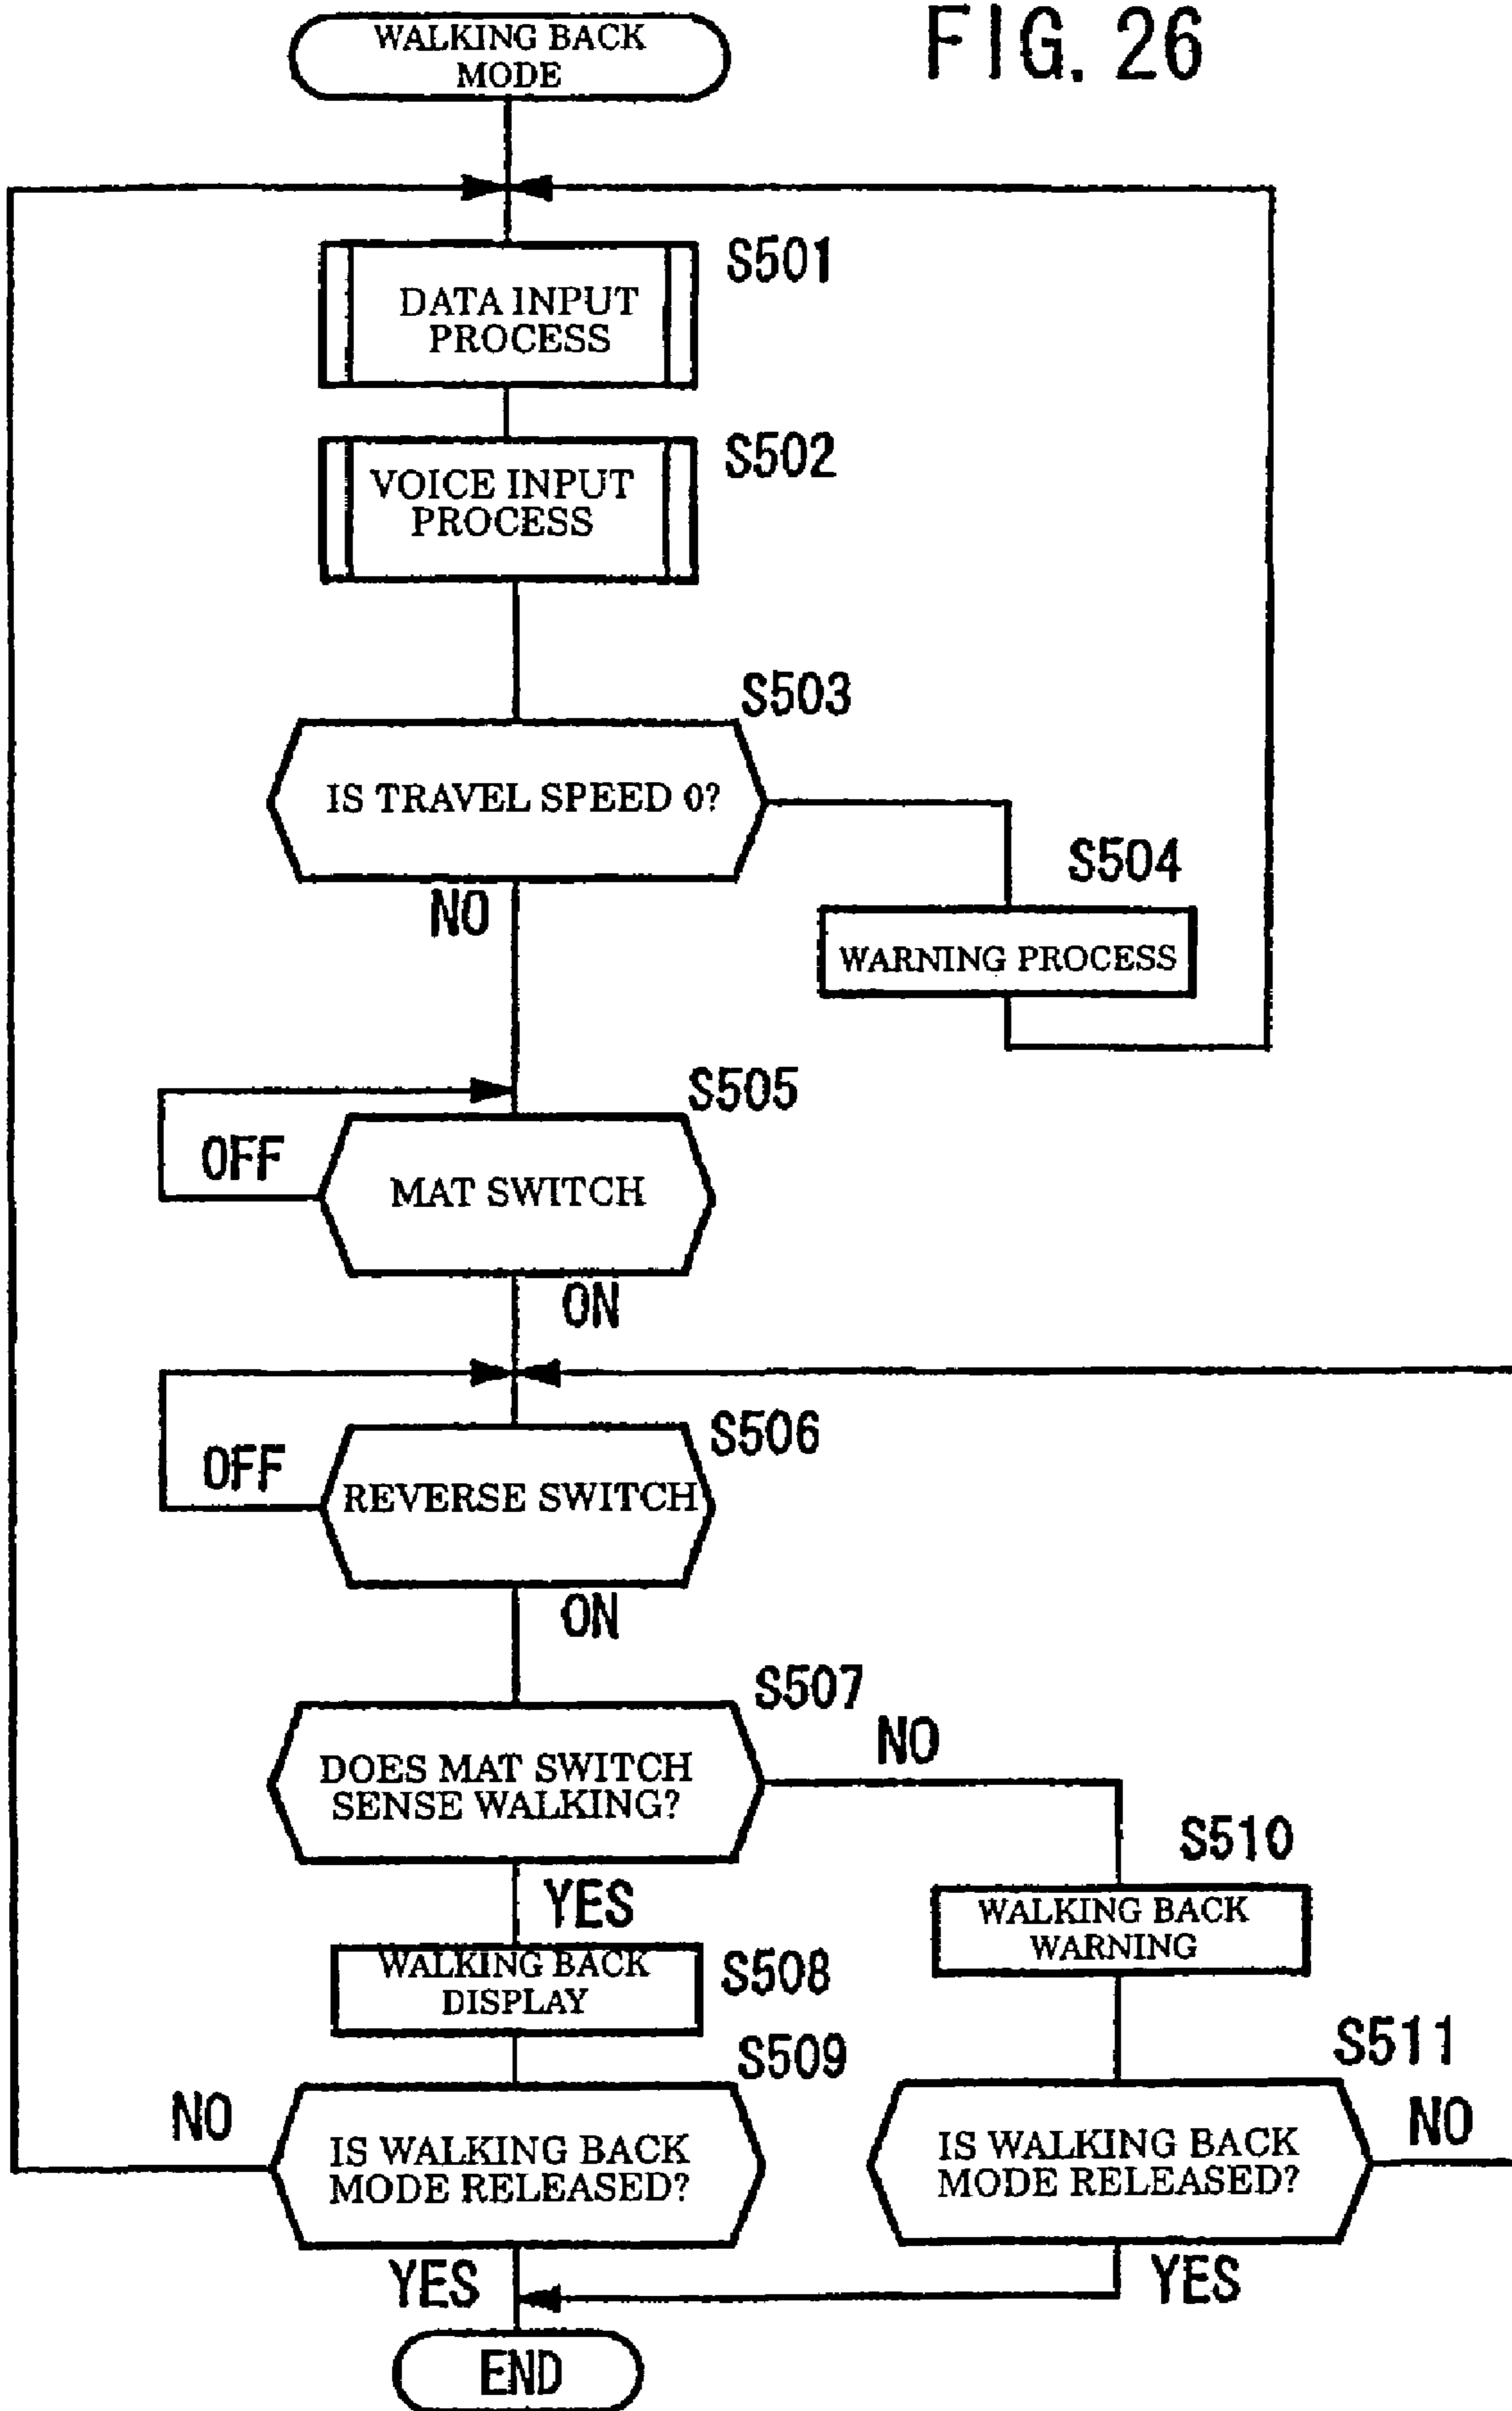 FIG. 26
WALKING BACK
MODE
S501
DATA INPUT
PROCESS
S502
VOICE INPUT
PROCESS
S503
IS TRAVEL SPEED 0?
NO
S504
WARNING PROCESS
S505
OFF
MAT SWITCH
ON
S506
OFF
REVERSE SWITCH
ON
S507
DOES MAT SWITCH
SENSE WALKING?
NO
YES
S510
WALKING BACK
WARNING
WALKING BACK
DISPLAY
S508
S509
NO
IS WALKING BACK
MODE RELEASED?
YES
S511
IS WALKING BACK
MODE RELEASED?
NO
YES
END